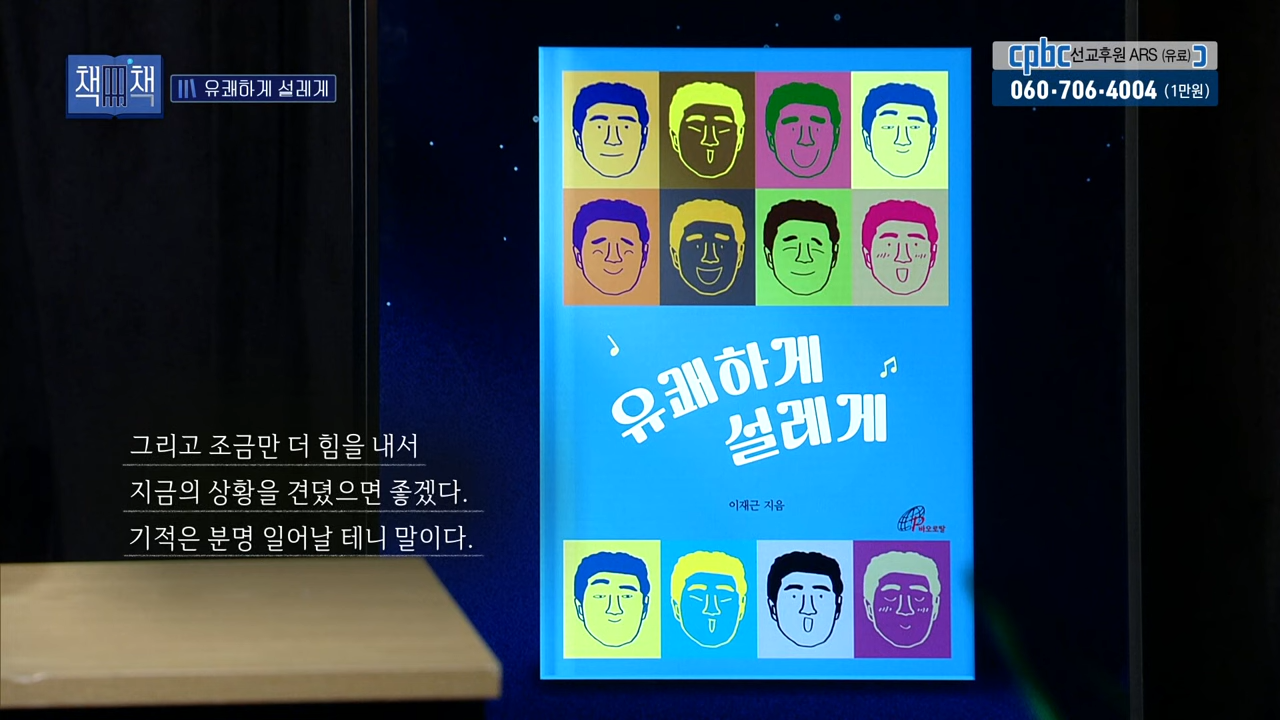 책책
유쾌하게 설레게
cpbc 선교후원 ARS (유료)
060·706·4004 (1만원)
유쾌하게
설레게
이재근 지음
바오로딸
그리고 조금만 더 힘을 내서
지금의 상황을 견뎠으면 좋겠다.
기적은 분명 일어날 테니 말이다.